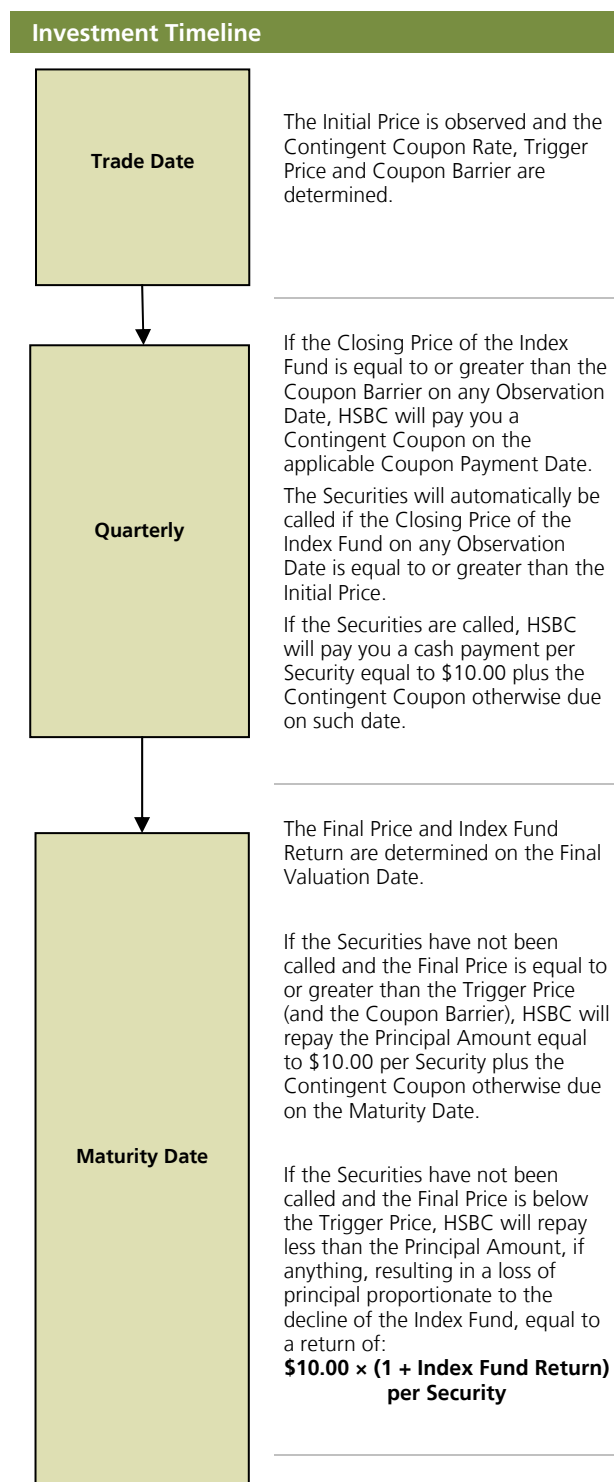 Investment Timeline
Trade Date
The Initial Price is observed and the
Contingent Coupon Rate, Trigger
Price and Coupon Barrier are
determined.
Quarterly
If the Closing Price of the Index
Fund is equal to or greater than the
Coupon Barrier on any Observation
Date, HSBC will pay you a
Contingent Coupon on the
applicable Coupon Payment Date.
The Securities will automatically be
called if the Closing Price of the
Index Fund on any Observation
Date is equal to or greater than the
Initial Price.
If the Securities are called, HSBC
will pay you a cash payment per
Security equal to $10.00 plus the
Contingent Coupon otherwise due
on such date.
Maturity Date
The Final Price and Index Fund
Return are determined on the Final
Valuation Date.
If the Securities have not been
called and the Final Price is equal to
or greater than the Trigger Price
(and the Coupon Barrier), HSBC will
repay the Principal Amount equal
to $10.00 per Security plus the
Contingent Coupon otherwise due
on the Maturity Date.
If the Securities have not been
called and the Final Price is below
the Trigger Price, HSBC will repay
less than the Principal Amount, if
anything, resulting in a loss of
principal proportionate to the
decline of the Index Fund, equal to
a return of:
$10.00 × (1 + Index Fund Return)
per Security